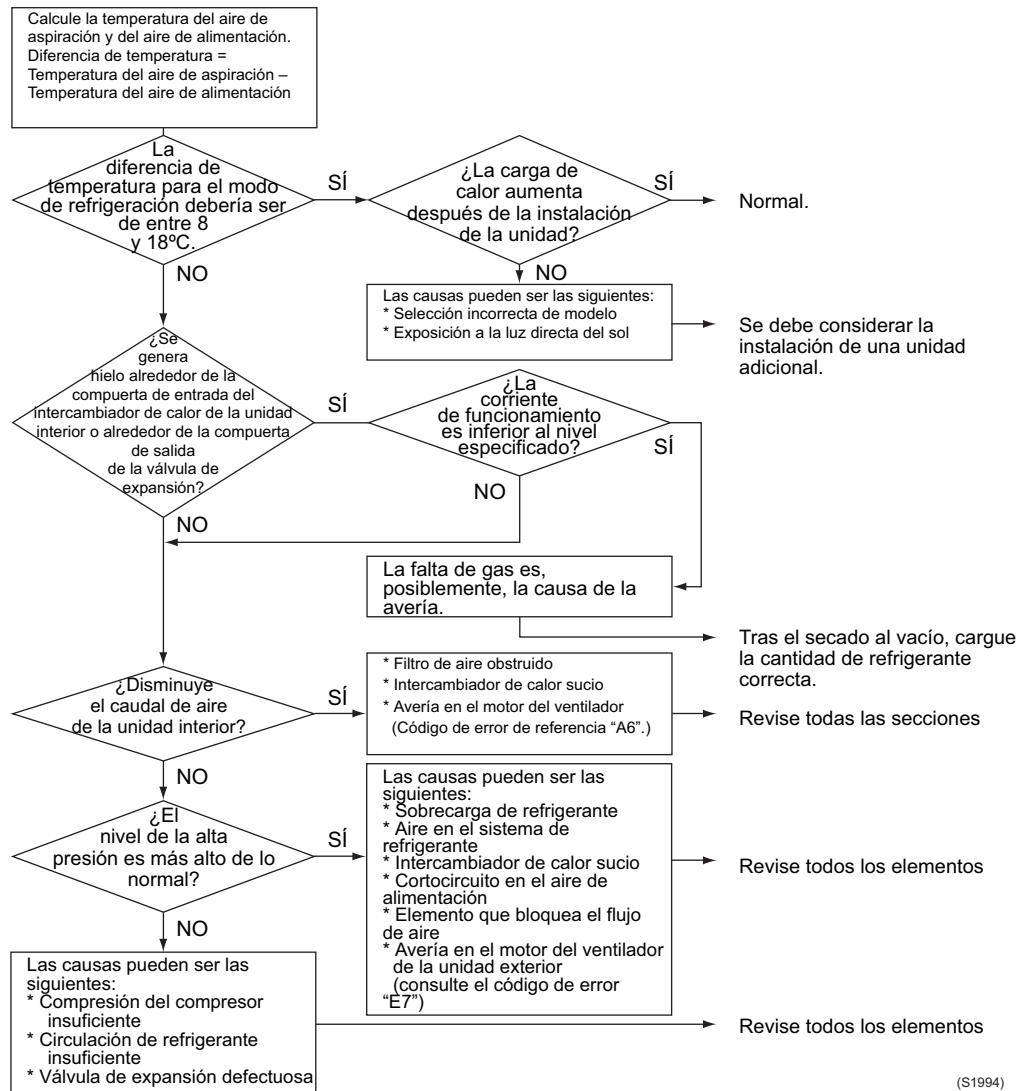 Calcule la temperatura del aire de
aspiración y del aire de alimentación.
Diferencia de temperatura =
Temperatura del aire de aspiración –
Temperatura del aire de alimentación
La
diferencia de
temperatura para el modo
de refrigeración debería ser
de entre 8
y 18ºC.
SÍ
NO
¿La carga de
calor aumenta
después de la instalación
de la unidad?
SÍ
NO
Normal.
Las causas pueden ser las siguientes:
* Selección incorrecta de modelo
* Exposición a la luz directa del sol
Se debe considerar la
instalación de una unidad
adicional.
¿Se
genera
hielo alrededor de la
compuerta de entrada del
intercambiador de calor de la unidad
interior o alrededor de la compuerta
de salida
de la válvula de
expansión?
SÍ
NO
¿La
corriente
de funcionamiento
es inferior al nivel
especificado?
SÍ
NO
La falta de gas es,
posiblemente, la causa de la
avería.
Tras el secado al vacío, cargue
la cantidad de refrigerante
correcta.
¿Disminuye
el caudal de aire
de la unidad interior?
SÍ
NO
* Filtro de aire obstruido
* Intercambiador de calor sucio
* Avería en el motor del ventilador
(Código de error de referencia “A6”.)
Revise todas las secciones
¿El
nivel de la alta
presión es más alto de lo
normal?
SÍ
NO
Las causas pueden ser las
siguientes:
* Sobrecarga de refrigerante
* Aire en el sistema de
refrigerante
* Intercambiador de calor sucio
* Cortocircuito en el aire de
alimentación
* Elemento que bloquea el flujo
de aire
* Avería en el motor del ventilador
de la unidad exterior
(consulte el código de error
“E7”)
Revise todos los elementos
Las causas pueden ser las
siguientes:
* Compresión del compresor
insuficiente
* Circulación de refrigerante
insuficiente
* Válvula de expansión defectuosa
Revise todos los elementos
(S1994)